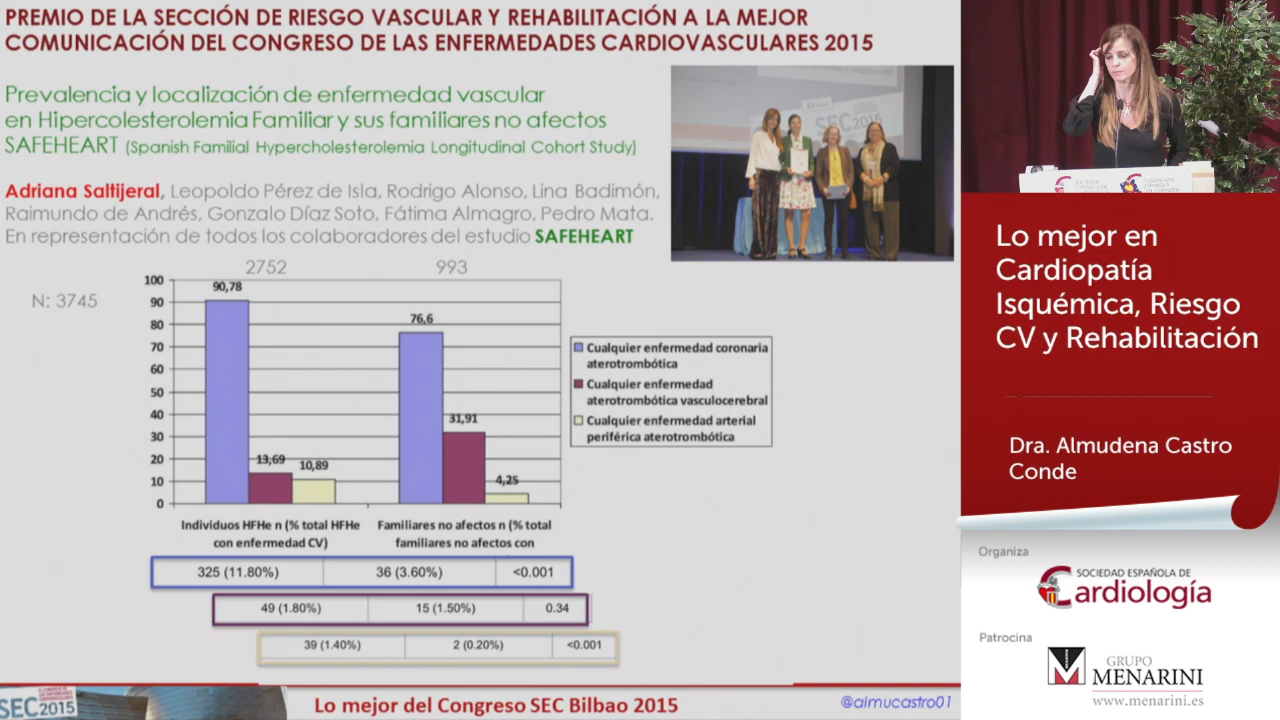 PREMIO DE LA SECCIÓN DE RIESGO VASCULAR Y REHABILITACIÓN A LA MEJOR
COMUNICACIÓN DEL CONGRESO DE LAS ENFERMEDADES CARDIOVASCULARES 2015
Prevalencia y localización de enfermedad vascular
en Hipercolesterolemia Familiar y sus familiares no afectos
SAFEHEART (Spanish Familial Hypercholesterolemia Longitudinal Cohort Study)
Adriana Saltijeral, Leopoldo Pérez de Isla, Rodrigo Alonso, Lina Badimón,
Raimundo de Andrés, Gonzalo Díaz Soto, Fátima Almagro, Pedro Mata.
En representación de todos los colaboradores del estudio SAFEHEART
SEC2015
N: 3745
2752 993
100
90
80
70
60
50
40
30
20
10
0
90,78
13,69
10,89
76,6
31,91
4,25
Cualquier enfermedad coronaria
aterotrombótica
Cualquier enfermedad
aterotrombótica vasculocerebral
Cualquier enfermedad arterial
periférica aterotrombótica
Individuos HFHe n (% total HFHe
con enfermedad CV)
Familiares no afectos n (% total
familiares no afectos con
325 (11.80%) 36 (3.60%) <0.001
49 (1.80%) 15 (1.50%) 0.34
39 (1.40%) 2 (0.20%) <0.001
SEC2015
Lo mejor del Congreso SEC Bilbao 2015
@almucastro01
Lo mejor en
Cardiopatía
Isquémica, Riesgo
CV y Rehabilitación
Dra. Almudena Castro
Conde
Organiza
SOCIEDAD ESPAÑOLA DE
Cardiología
Patrocina
GRUPO
MENARINI
www.menarini.es